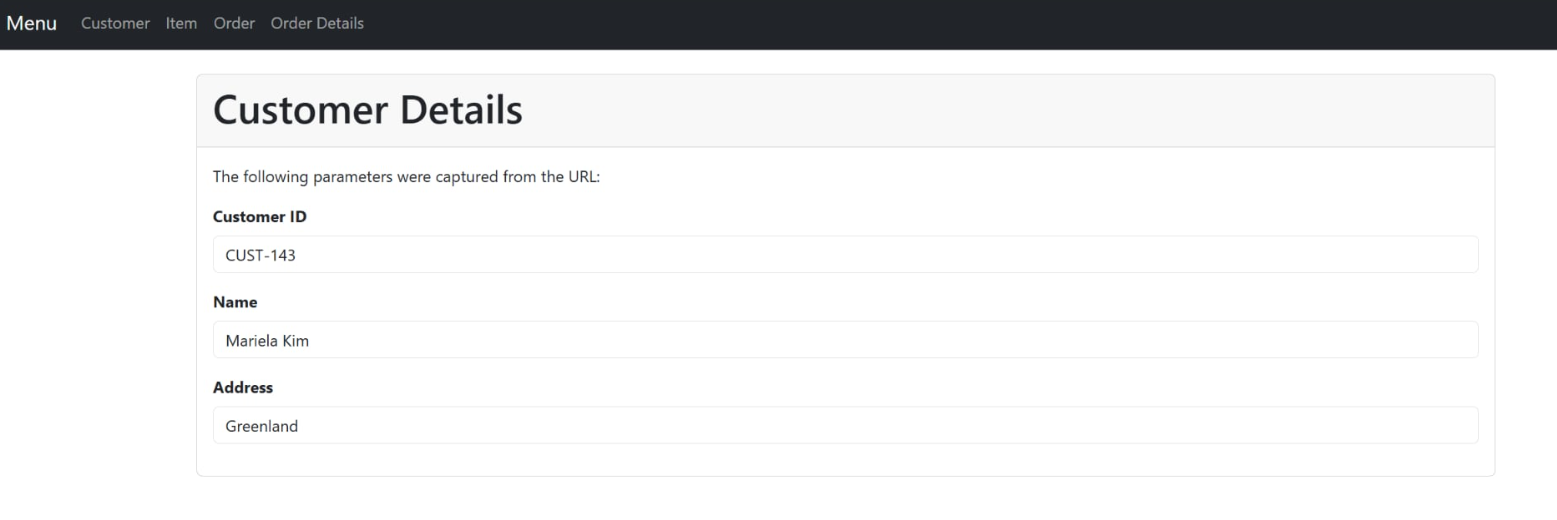 Menu Customer Item Order Order Details
Customer Details
The following parameters were captured from the URL:
Customer ID
CUST-143
Name
Mariela Kim
Address
Greenland